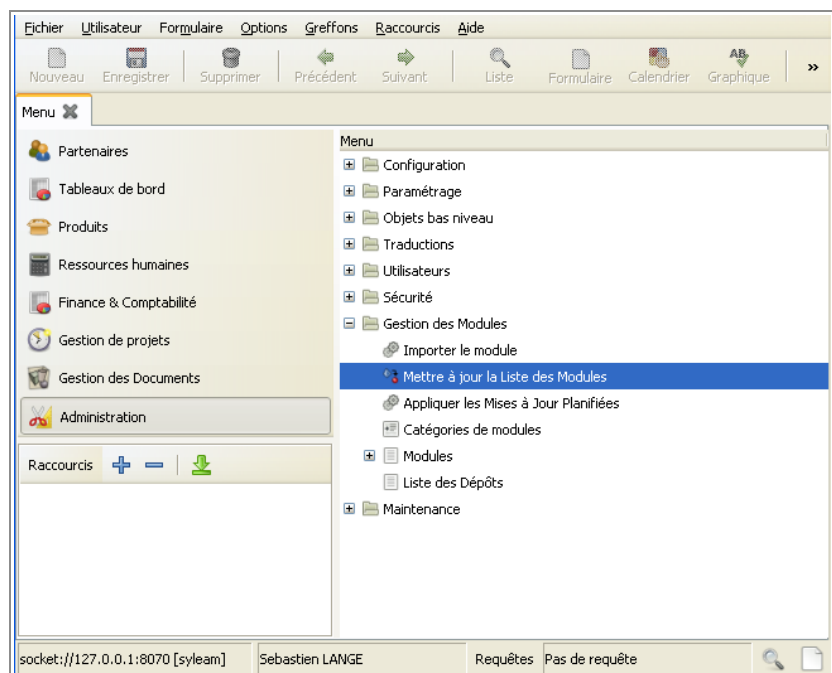 Fichier Utilisateur Formulaire Options Greffons Raccourcis Aide
Nouveau Enregistrer Supprimer Précédent Suivant Liste Formulaire Calendrier Graphique »
Menu
Partenaires
Tableaux de bord
Produits
Ressources humaines
Finance & Comptabilité
Gestion de projets
Gestion des Documents
Administration
Raccourcis
Menu
Configuration
Paramétrage
Objets bas niveau
Traductions
Utilisateurs
Sécurité
Gestion des Modules
Importer le module
Mettre à jour la Liste des Modules
Appliquer les Mises à Jour Planifiées
Catégories de modules
Modules
Liste des Dépôts
Maintenance
socket://127.0.0.1:8070 [syleam] Sebastien LANGE Requêtes Pas de requête